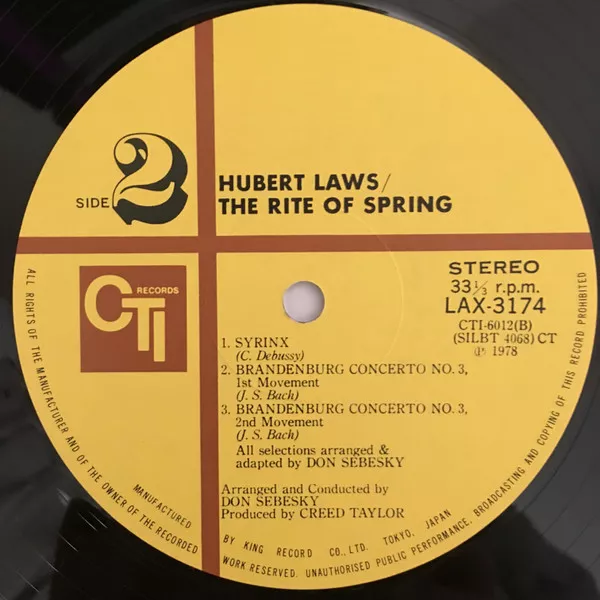 SIDE 2
HUBERT LAWS/
THE RITE OF SPRING
CTI RECORDS
STEREO
33 1/3 r.p.m.
LAX-3174
CTI-6012(B)
(SILBT 4068) CT
Ⓟ 1978
1. SYRINX
(C. Debussy)
2. BRANDENBURG CONCERTO NO. 3,
1st Movement
(J. S. Bach)
3. BRANDENBURG CONCERTO NO. 3,
2nd Movement
(J. S. Bach)
All selections arranged &
adapted by DON SEBESKY
Arranged and Conducted by
DON SEBESKY
Produced by CREED TAYLOR
MANUFACTURED BY KING RECORD CO., LTD. TOKYO, JAPAN
ALL RIGHTS OF THE MANUFACTURER AND OF THE OWNER OF THE RECORDED WORK RESERVED. UNAUTHORISED PUBLIC PERFORMANCE, BROADCASTING AND COPYING OF THIS RECORD PROHIBITED